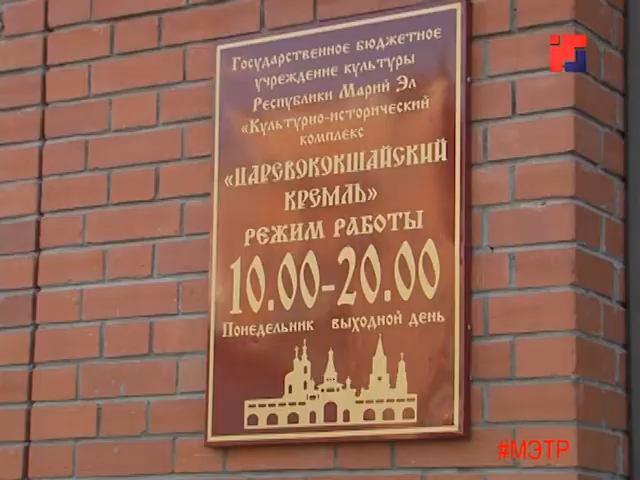 Государственное бюджетное
учреждение культуры
Республики Марий Эл
«Культурно-исторический
комплекс
«ЦАРЕВОКОКШАЙСКИЙ
КРЕМЛЬ»
РЕЖИМ РАБОТЫ
10.00-20.00
Понедельник выходной день
#МЭТР